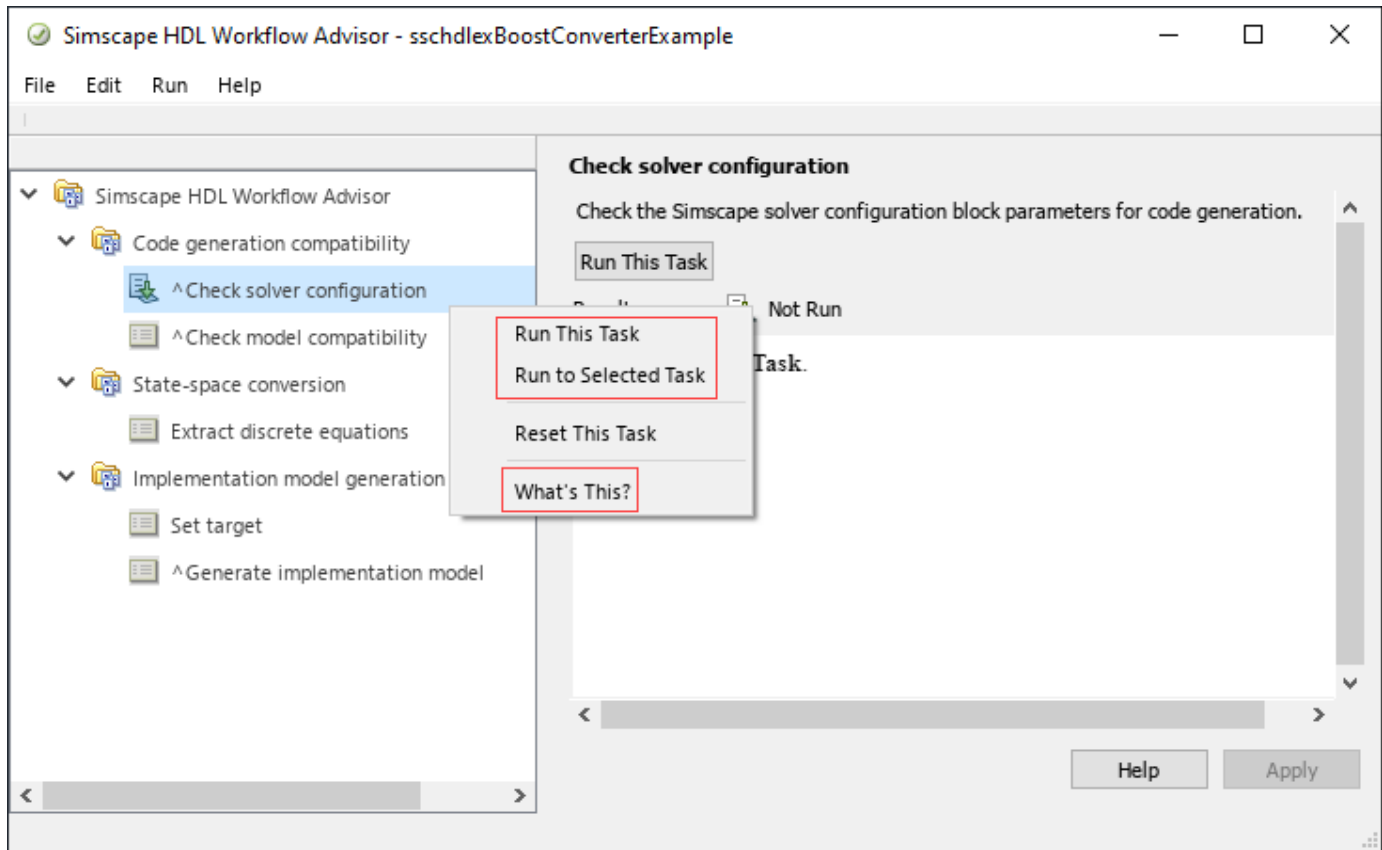 Simscape HDL Workflow Advisor - sschdlexBoostConverterExample
File Edit Run Help
Simscape HDL Workflow Advisor
Code generation compatibility
^Check solver configuration
^Check model compatibility
State-space conversion
Extract discrete equations
Implementation model generation
Set target
^Generate implementation model
Run This Task
Run to Selected Task
Reset This Task
What's This?
Check solver configuration
Check the Simscape solver configuration block parameters for code generation.
Run This Task
Not Run
Task.
Help Apply